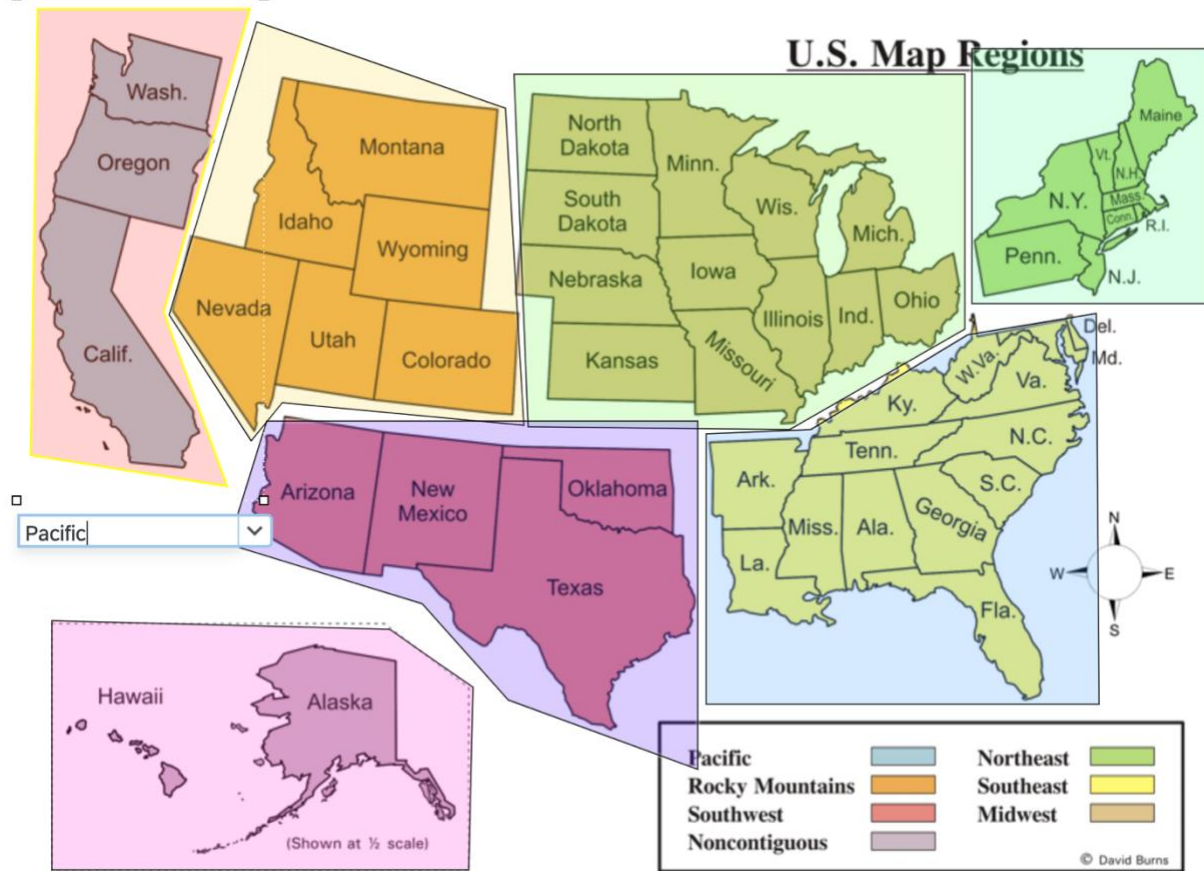 U.S. Map Regions
Wash.
Oregon
Calif.
Montana
Idaho
Wyoming
Nevada
Utah
Colorado
North
Dakota
South
Dakota
Nebraska
Kansas
Minn.
Iowa
Missouri
Wis.
Illinois
Mich.
Ind.
Ohio
Maine
Vt.
N.H.
N.Y.
Mass.
Conn.
R.I.
Penn.
N.J.
Del.
Md.
W.Va.
Va.
Ky.
Tenn.
N.C.
S.C.
Ark.
Miss.
Ala.
Georgia
La.
Fla.
Arizona
New
Mexico
Oklahoma
Texas
Pacific
Hawaii
Alaska
(Shown at ½ scale)
N
W
E
S
Pacific
Rocky Mountains
Southwest
Noncontiguous
Northeast
Southeast
Midwest
© David Burns